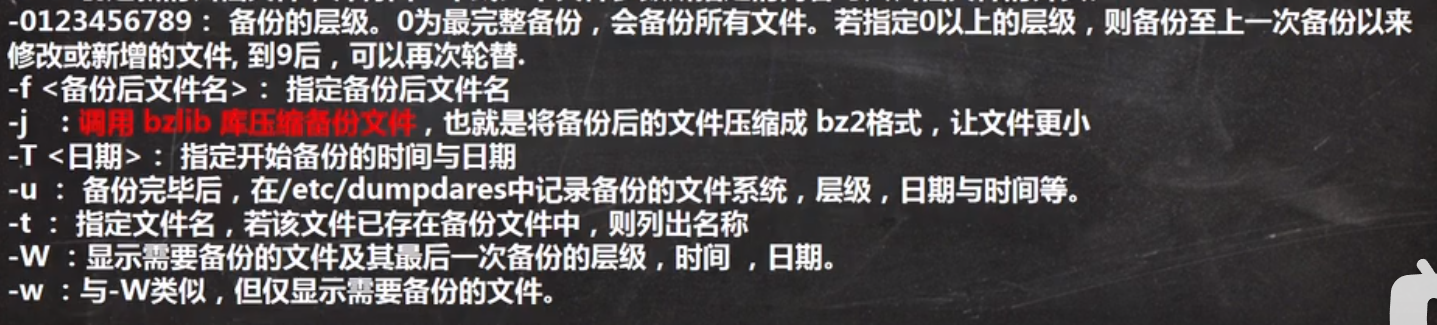 -0123456789： 备份的层级。0为最完整备份，会备份所有文件。若指定0以上的层级，则备份至上一次备份以来
修改或新增的文件, 到9后，可以再次轮替.
-f <备份后文件名>： 指定备份后文件名
-j ：调用 bzlib 库压缩备份文件，也就是将备份后的文件压缩成 bz2格式，让文件更小
-T <日期>： 指定开始备份的时间与日期
-u ： 备份完毕后，在/etc/dumpdares中记录备份的文件系统，层级，日期与时间等。
-t ： 指定文件名，若该文件已存在备份文件中，则列出名称
-W ：显示需要备份的文件及其最后一次备份的层级，时间 ，日期。
-w ：与-W类似，但仅显示需要备份的文件。